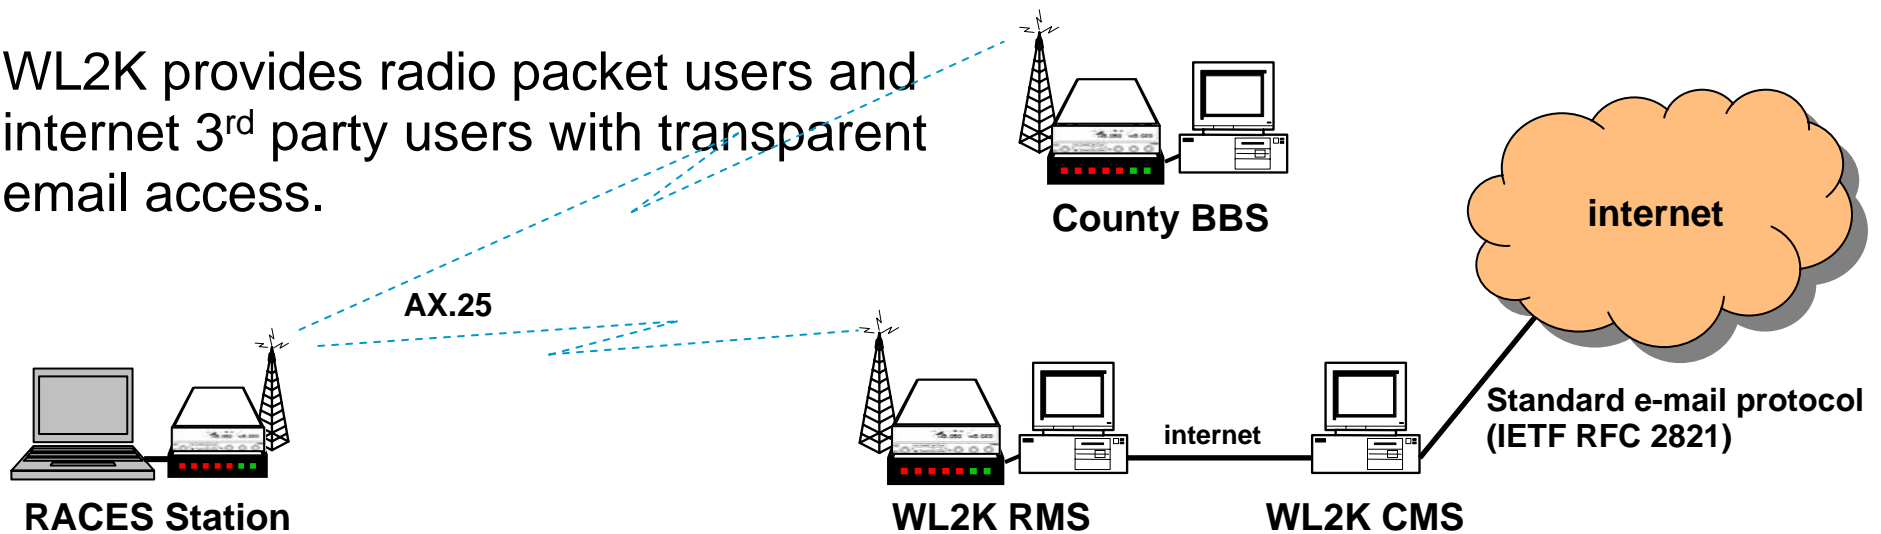 WL2K provides radio packet users and
internet 3rd party users with transparent
email access.
County BBS
internet
AX.25
Standard e-mail protocol
(IETF RFC 2821)
internet
RACES Station
WL2K RMS
WL2K CMS